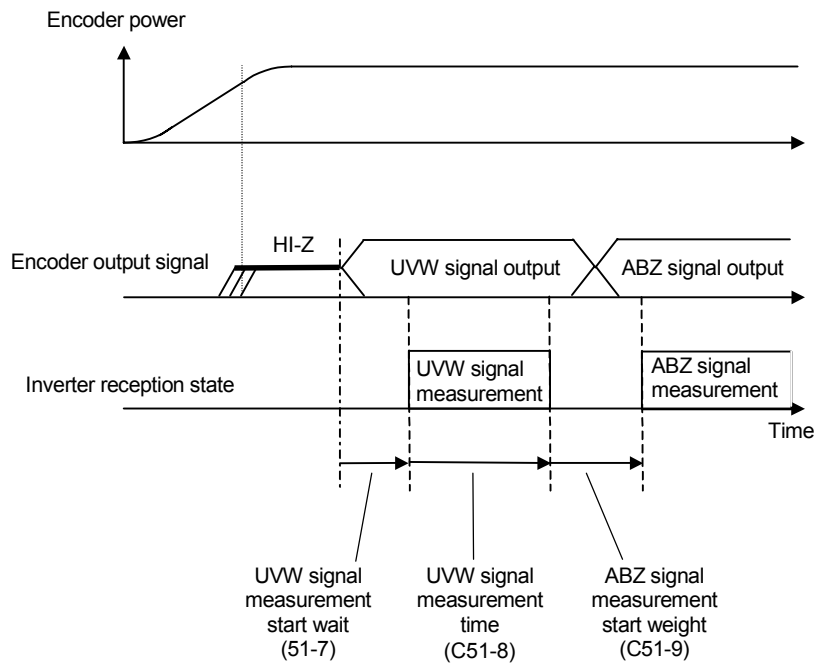 Encoder power
HI-Z
Encoder output signal
UVW signal output
ABZ signal output
Inverter reception state
UVW signal
measurement
ABZ signal
measurement
Time
UVW signal
measurement
start wait
(51-7)
UVW signal
measurement
time
(C51-8)
ABZ signal
measurement
start weight
(C51-9)